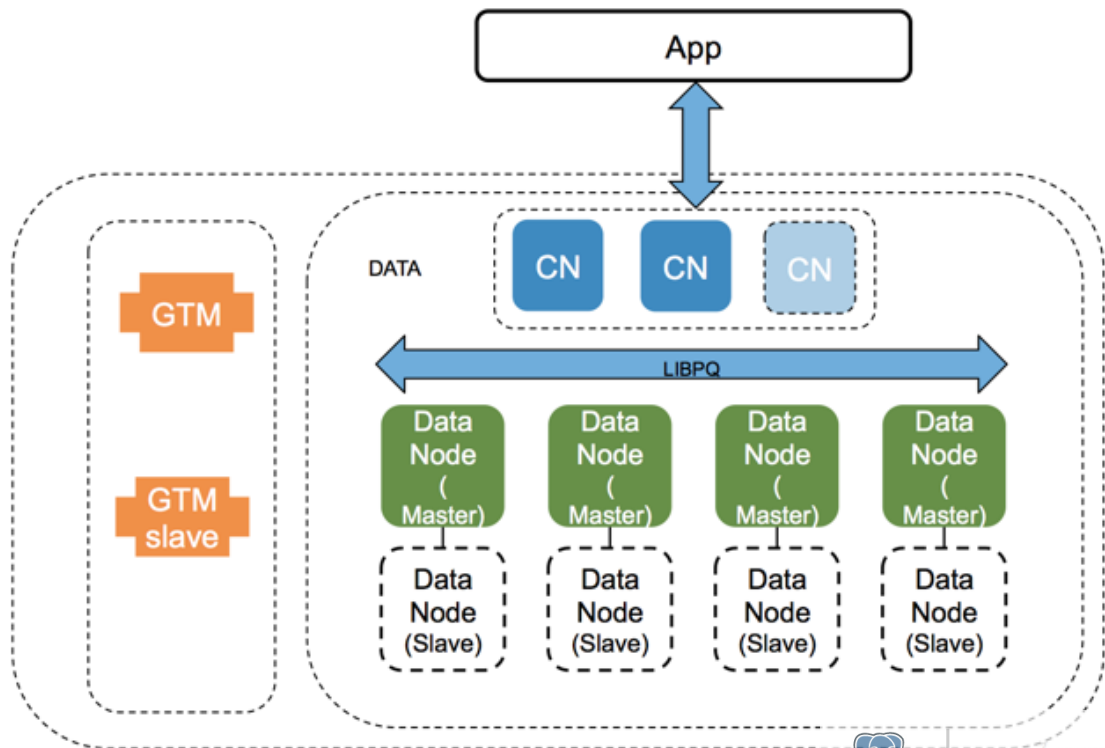 App
CN
CN
CN
DATA
GTM
LIBPQ
Data
Node
(
Master)
Data
Node
(
Master)
Data
Node
(
Master)
Data
Node
(
Master)
GTM
slave
Data
Node
(Slave)
Data
Node
(Slave)
Data
Node
(Slave)
Data
Node
(Slave)